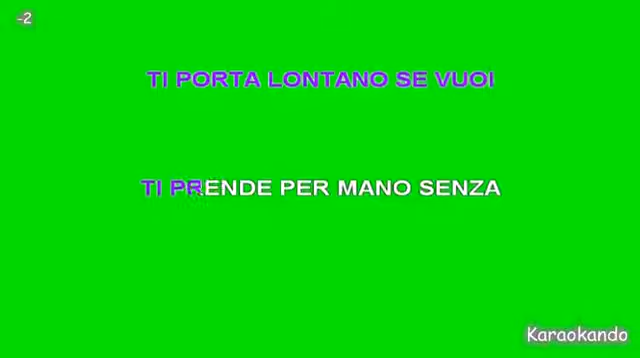 -2
TI PORTA LONTANO SE VUOI
TI PRENDE PER MANO SENZA
Karaokando